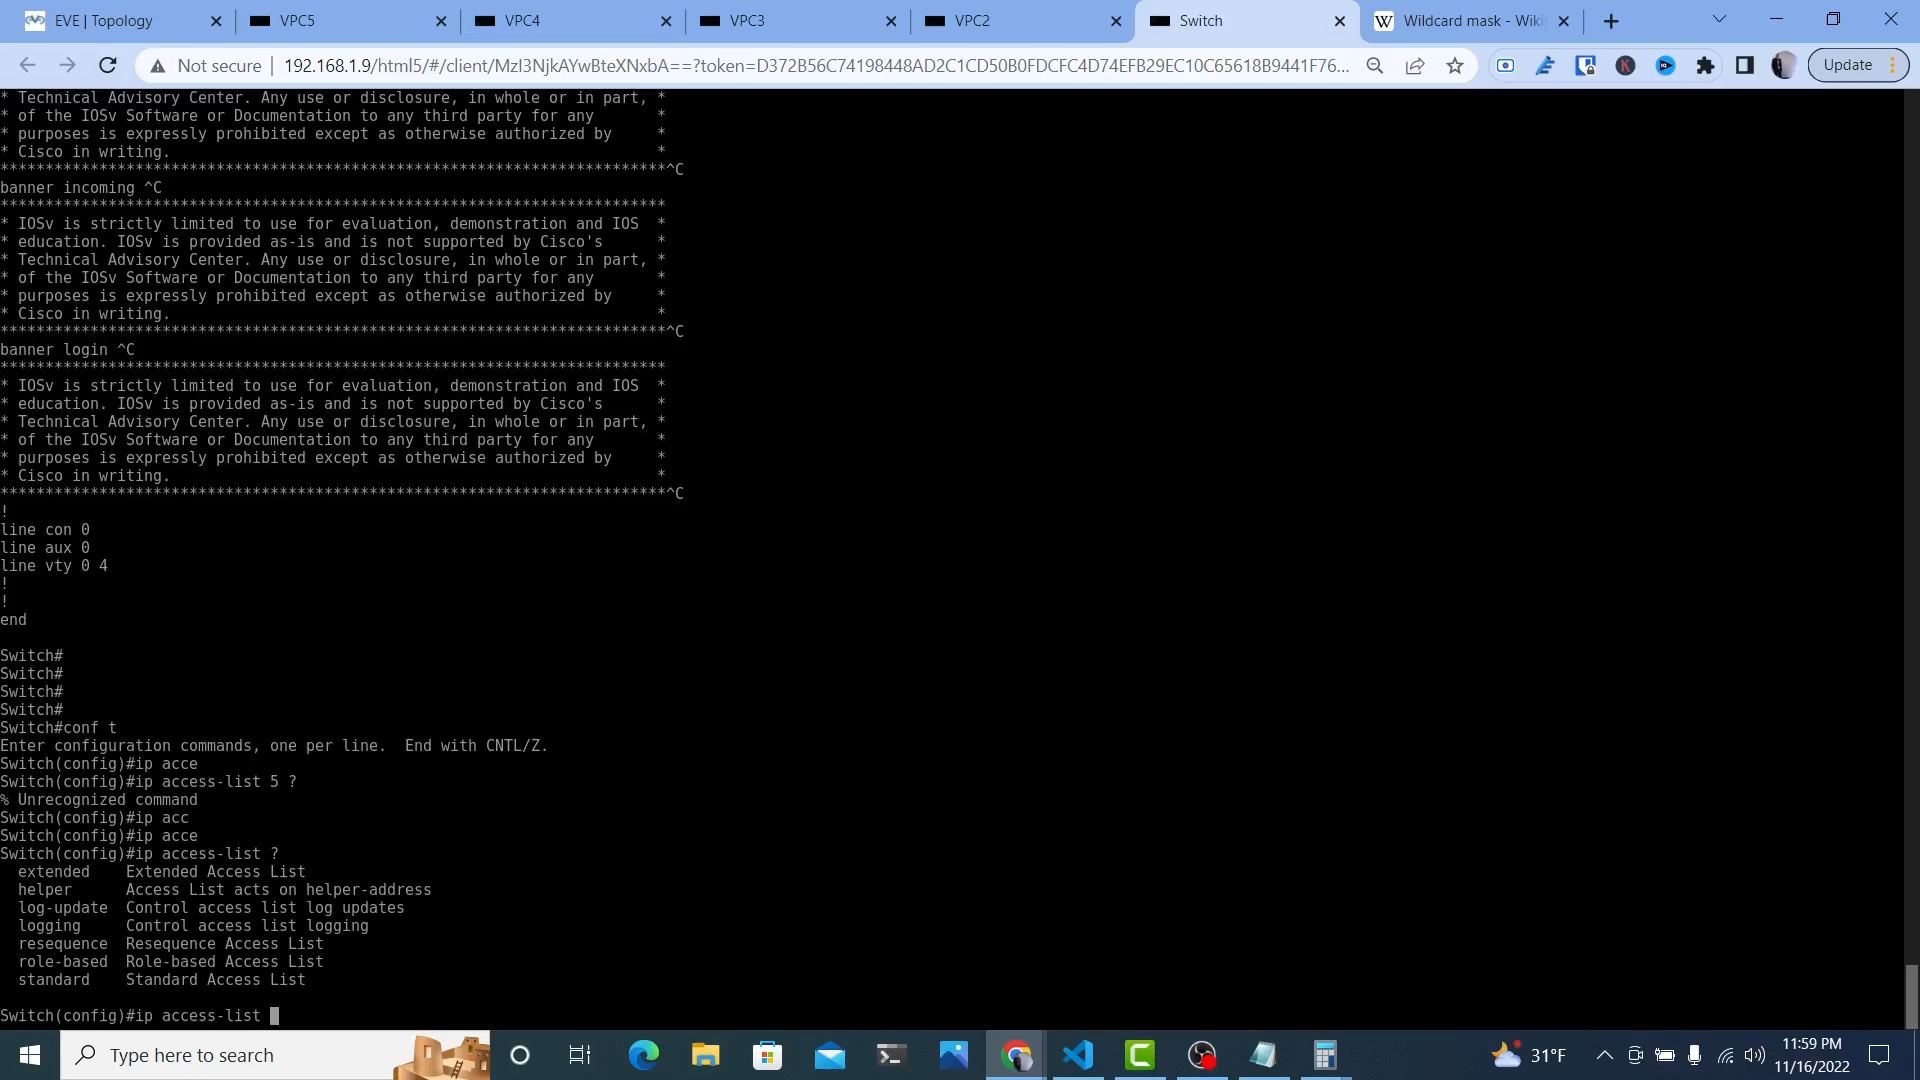 EVE | Topology
VPC5
VPC4
VPC3
VPC2
Switch
Wildcard mask - Wiki
Not secure
192.168.1.9/html5/#/client/MzI3NjkAYwBteXNxbA==?token=D372B56C74198448AD2C1CD50B0FDCFC4D74EFB29EC10C65618B9441F76...
Update
* Technical Advisory Center. Any use or disclosure, in whole or in part, *
* of the IOSv Software or Documentation to any third party for any       *
* purposes is expressly prohibited except as otherwise authorized by     *
* Cisco in writing.                                                      *
**************************************************************************^C
banner incoming ^C
**************************************************************************
* IOSv is strictly limited to use for evaluation, demonstration and IOS  *
* education. IOSv is provided as-is and is not supported by Cisco's      *
* Technical Advisory Center. Any use or disclosure, in whole or in part, *
* of the IOSv Software or Documentation to any third party for any       *
* purposes is expressly prohibited except as otherwise authorized by     *
* Cisco in writing.                                                      *
**************************************************************************^C
banner login ^C
**************************************************************************
* IOSv is strictly limited to use for evaluation, demonstration and IOS  *
* education. IOSv is provided as-is and is not supported by Cisco's      *
* Technical Advisory Center. Any use or disclosure, in whole or in part, *
* of the IOSv Software or Documentation to any third party for any       *
* purposes is expressly prohibited except as otherwise authorized by     *
* Cisco in writing.                                                      *
**************************************************************************^C
!
line con 0
line aux 0
line vty 0 4
!
!
end
Switch#
Switch#
Switch#
Switch#
Switch#conf t
Enter configuration commands, one per line.  End with CNTL/Z.
Switch(config)#ip acce
Switch(config)#ip access-list 5 ?
% Unrecognized command
Switch(config)#ip acc
Switch(config)#ip acce
Switch(config)#ip access-list ?
  extended    Extended Access List
  helper      Access List acts on helper-address
  log-update  Control access list log updates
  logging     Control access list logging
  resequence  Resequence Access List
  role-based  Role-based Access List
  standard    Standard Access List
Switch(config)#ip access-list
Type here to search
31°F
11:59 PM
11/16/2022